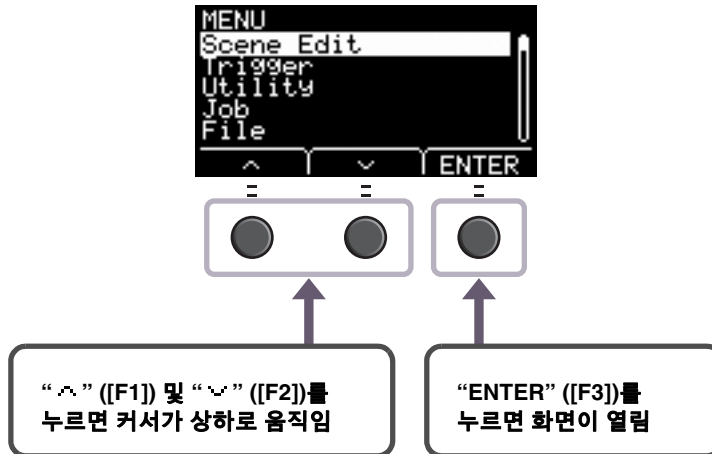 MENU
Scene Edit
Trigger
Utility
Job
File
^ ⌄ ENTER
“ ^ ” ([F1]) 및 “ ⌄ ” ([F2])를
누르면 커서가 상하로 움직임
“ENTER” ([F3])를
누르면 화면이 열림